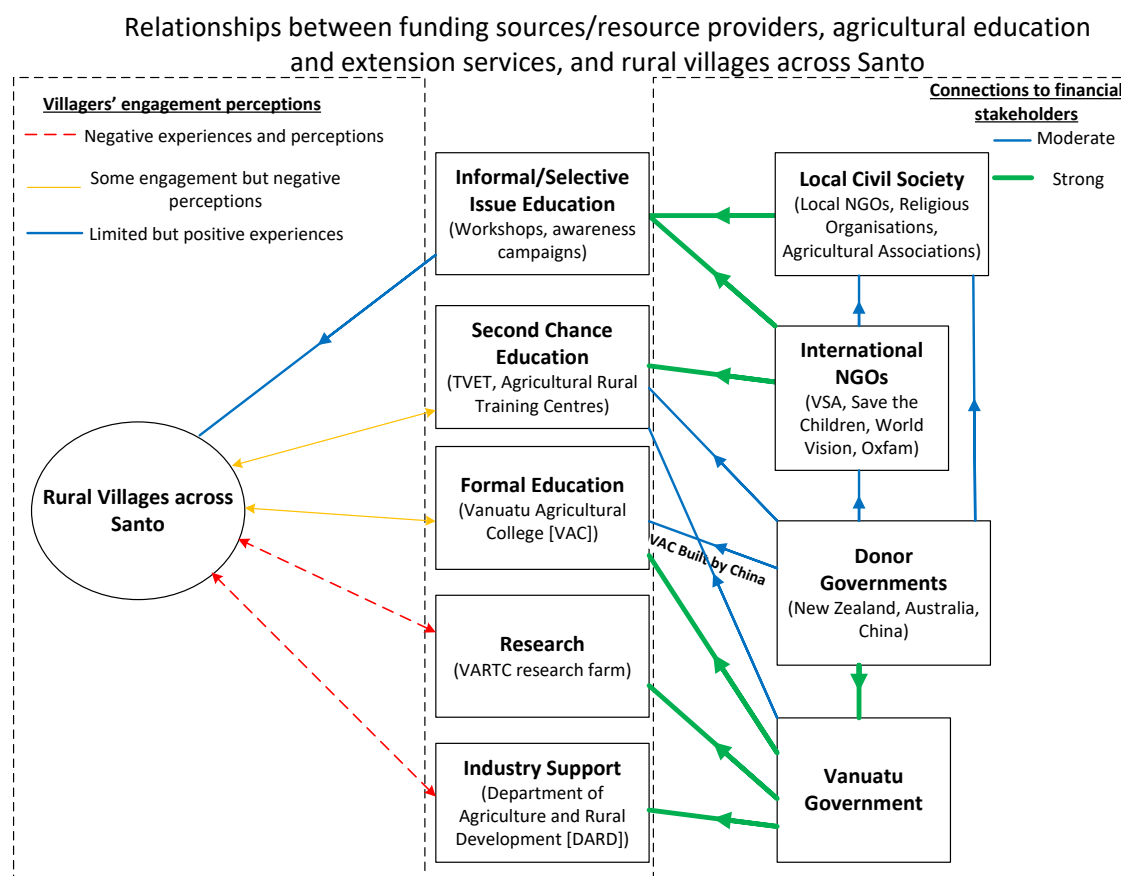 Relationships between funding sources/resource providers, agricultural education
and extension services, and rural villages across Santo
Villagers' engagement perceptions
Negative experiences and perceptions
Some engagement but negative
perceptions
Limited but positive experiences
Connections to financial
stakeholders
Moderate
Strong
Rural Villages across
Santo
Informal/Selective
Issue Education
(Workshops, awareness
campaigns)
Second Chance
Education
(TVET, Agricultural Rural
Training Centres)
Formal Education
(Vanuatu Agricultural
College [VAC])
Research
(VARTC research farm)
Industry Support
(Department of
Agriculture and Rural
Development [DARD])
VAC Built by China
Local Civil Society
(Local NGOs, Religious
Organisations,
Agricultural Associations)
International
NGOs
(VSA, Save the
Children, World
Vision, Oxfam)
Donor
Governments
(New Zealand, Australia,
China)
Vanuatu
Government